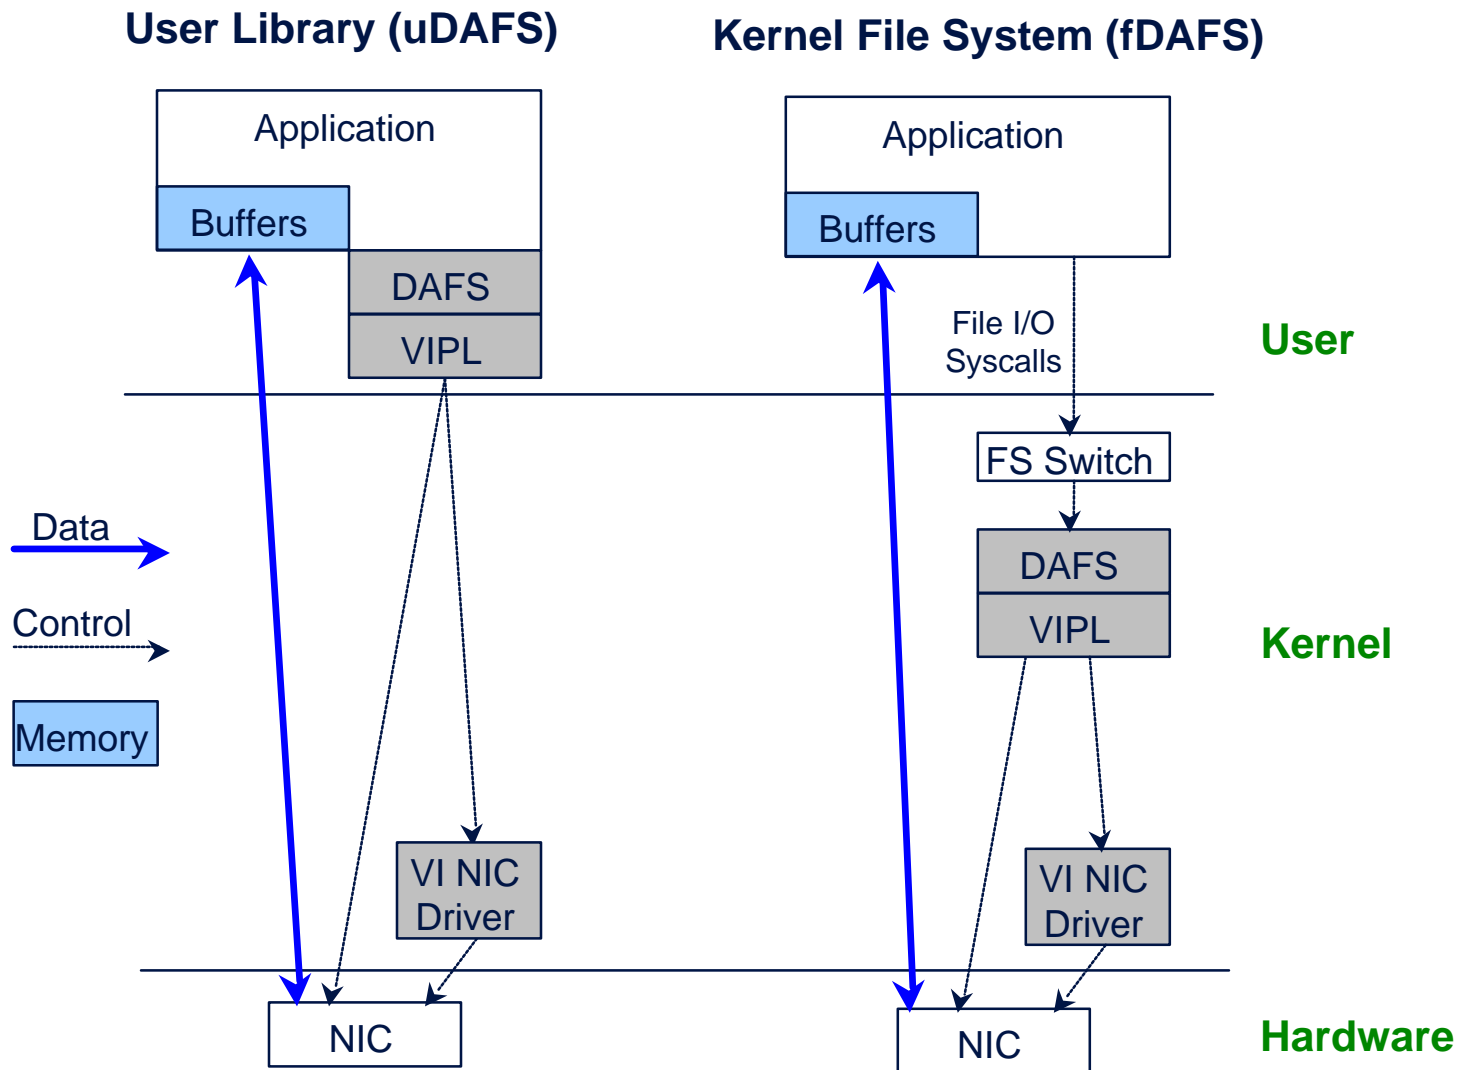 User Library (uDAFS)
Kernel File System (fDAFS)
Application
Buffers
DAFS
VIPL
Application
Buffers
File I/O
Syscalls
User
FS Switch
DAFS
VIPL
Kernel
Data
Control
Memory
VI NIC
Driver
VI NIC
Driver
NIC
NIC
Hardware